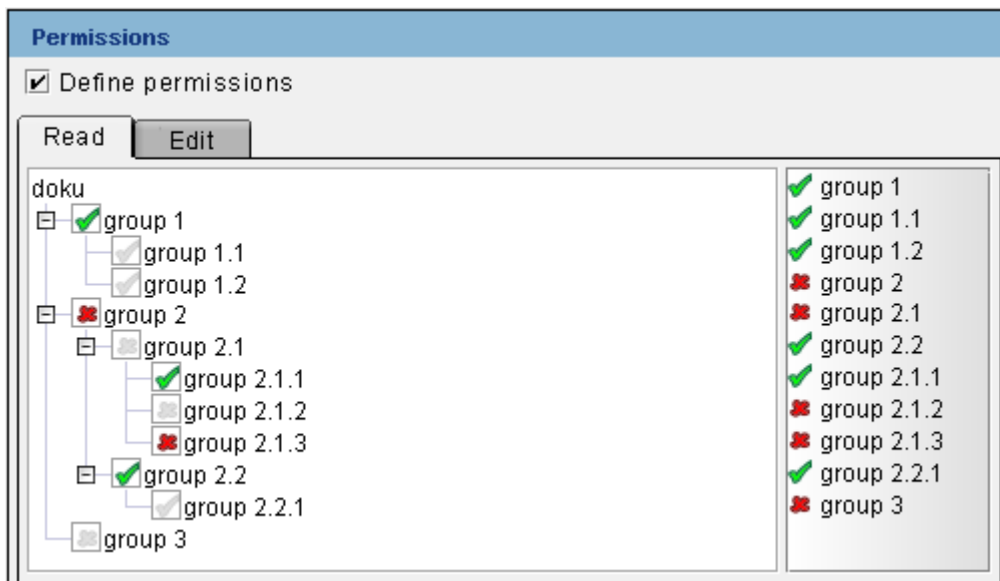 Permissions
Define permissions
Read Edit
doku
group 1
group 1.1
group 1.2
group 2
group 2.1
group 2.1.1
group 2.1.2
group 2.1.3
group 2.2
group 2.2.1
group 3
group 1
group 1.1
group 1.2
group 2
group 2.1
group 2.2
group 2.1.1
group 2.1.2
group 2.1.3
group 2.2.1
group 3